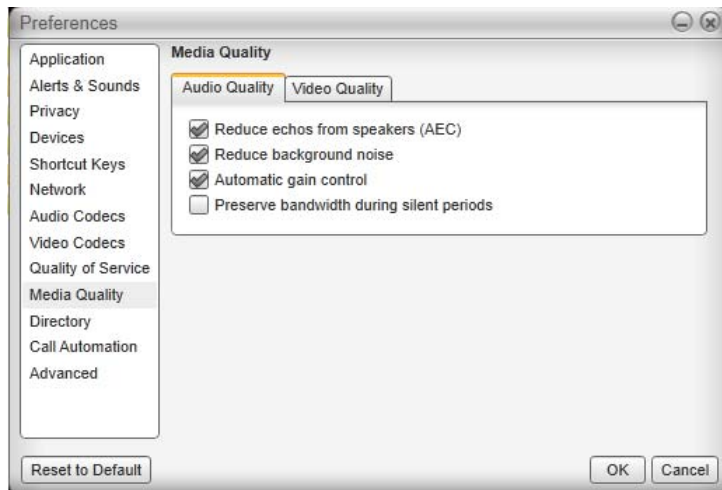 Preferences
Application
Alerts & Sounds
Privacy
Devices
Shortcut Keys
Network
Audio Codecs
Video Codecs
Quality of Service
Media Quality
Directory
Call Automation
Advanced
Media Quality
Audio Quality
Video Quality
Reduce echos from speakers (AEC)
Reduce background noise
Automatic gain control
Preserve bandwidth during silent periods
Reset to Default
OK
Cancel